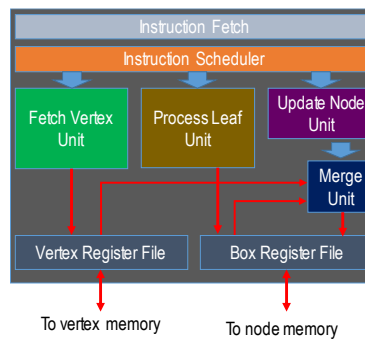 Instruction Fetch
Instruction Scheduler
Fetch Vertex
Unit
Process Leaf
Unit
Update Node
Unit
Merge
Unit
Vertex Register File
Box Register File
To vertex memory
To node memory